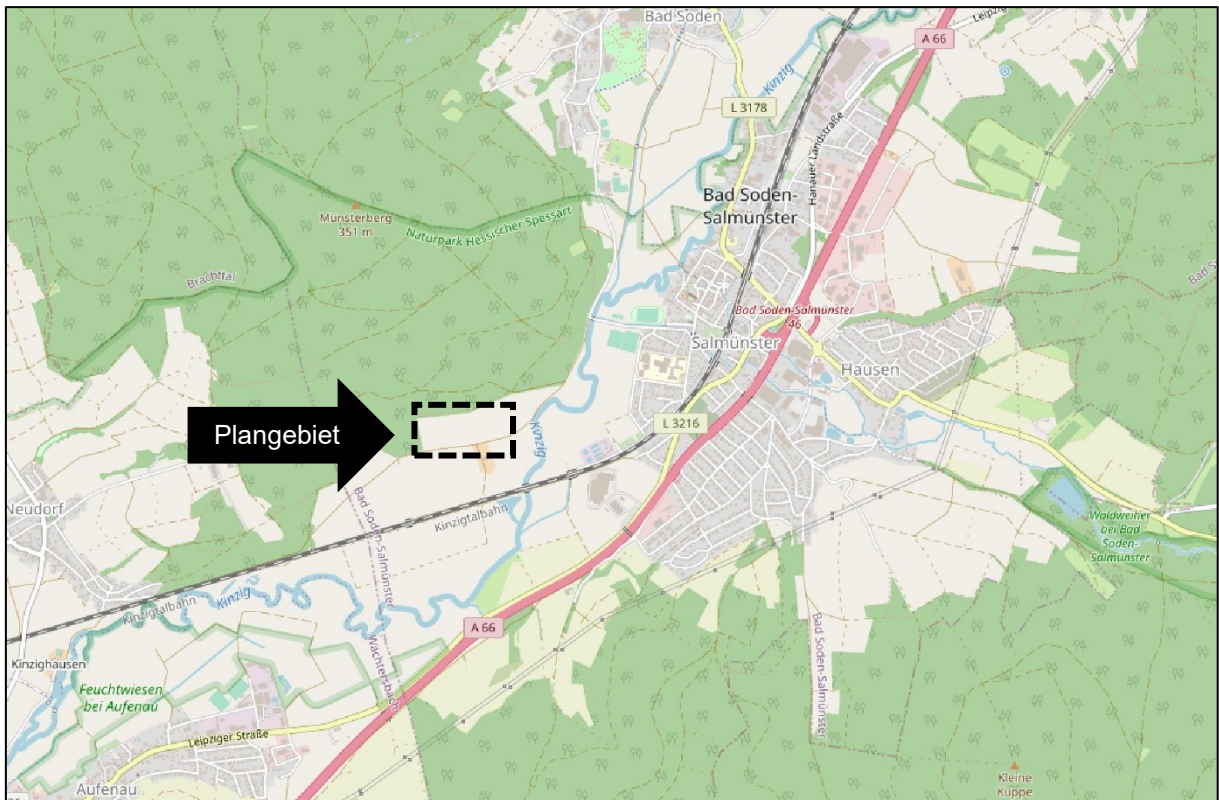 Bad Soden
Leipzig
A 66
Kinzig
L 3178
Hanauer Landstraße
Bad Soden-
Salmünster
Münsterberg
351 m
Naturpark Hessischer Spessart
Brachttal
Bad Soden-Salmünster
46
Salmünster
Hausen
L 3216
Plangebiet
Kinzig
Neudorf
Kinzigtalbahn
Bad Soden-Salmünster
Waldweiher
bei Bad
Soden-
Salmünster
Kinzigtalbahn
Kinzig
A 66
Wächtersbach
Bad Soden-Salmünster
Kinzighausen
Feuchtwiesen
bei Aufenau
Leipziger Straße
Aufenau
Kleine
Kuppe